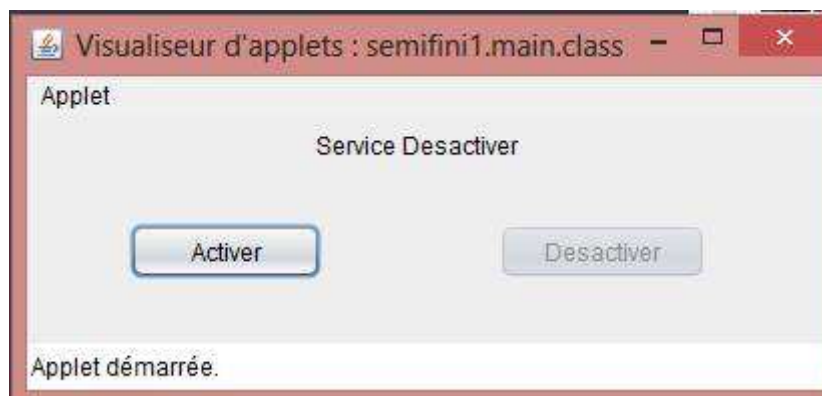 Visualiseur d'applets : semifini1.main.class
Applet
Service Desactiver
Activer Desactiver
Applet démarrée.